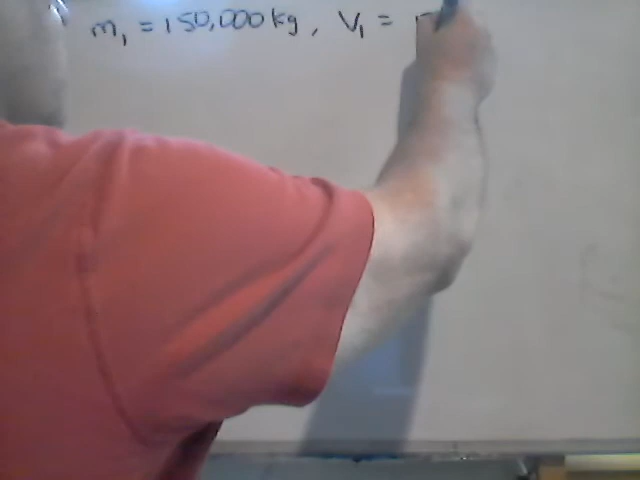 m₁ = 150,000 kg, V₁ =